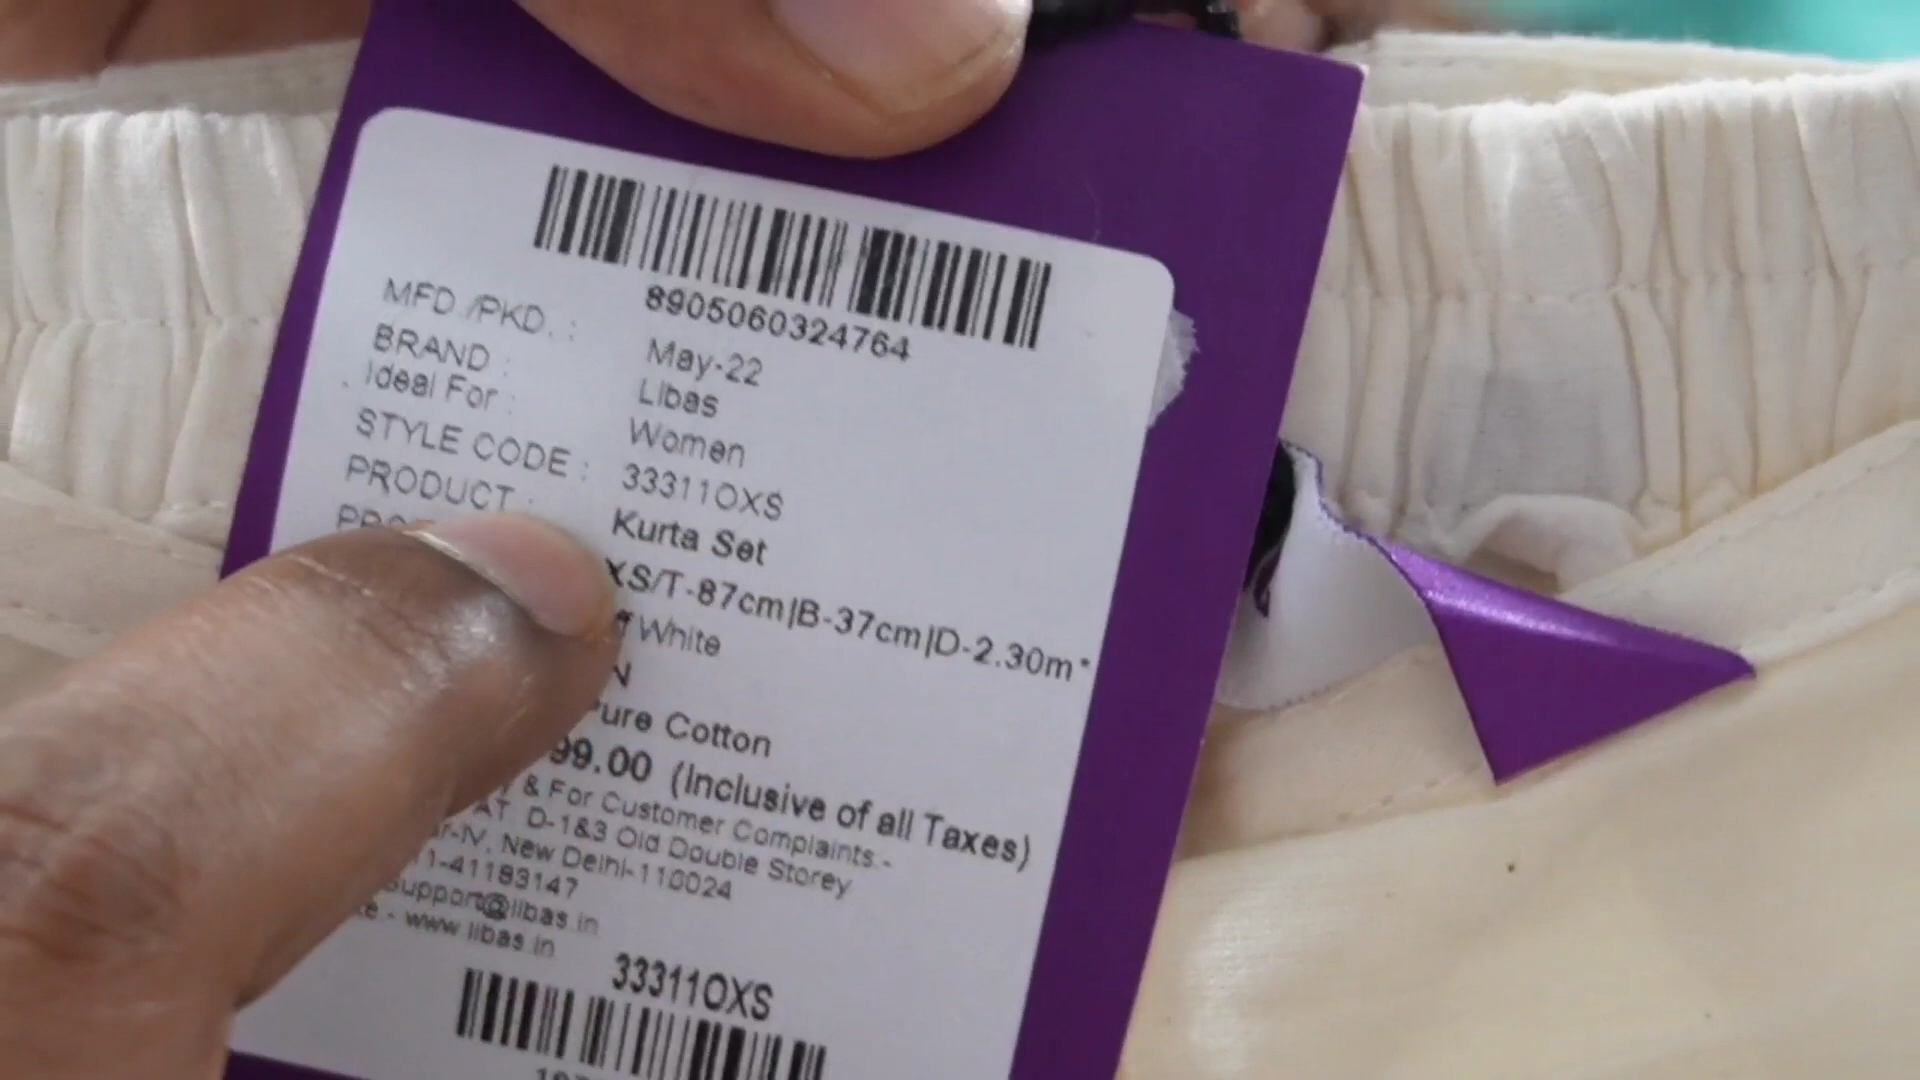 8905060324764
MFD /PKD. : May-22
BRAND : Libas
Ideal For : Women
STYLE CODE : 33311OXS
PRODUCT : Kurta Set
XS/T-87cm|B-37cm|D-2.30m*
White
Cotton
99.00 (Inclusive of all Taxes)
& For Customer Complaints.-
D-1&3 Old Double Storey
New Delhi-110024
1-41183147
support@libas.in
www.libas.in
33311OXS